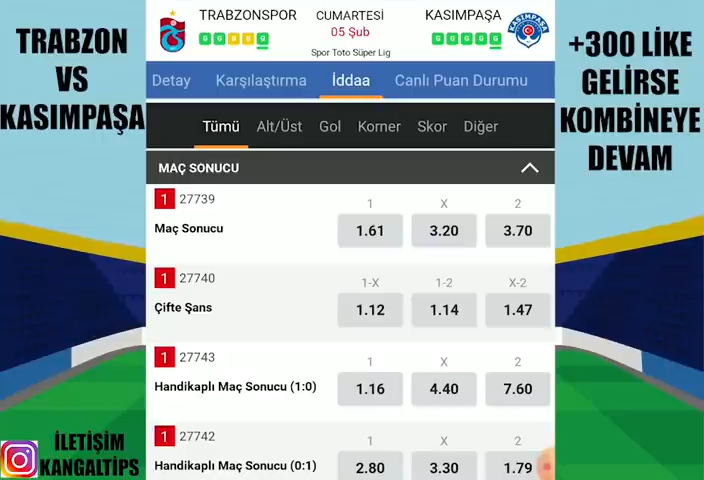 TRABZON
VS
KASIMPAŞA
TRABZONSPOR
CUMARTESİ
KASIMPAŞA
G G B B G
05 Şub
G G G G G
Spor Toto Süper Lig
KASIMPAŞA
+300 LİKE
GELİRSE
KOMBİNEYE
DEVAM
Detay Karşılaştırma İddaa Canlı Puan Durumu
Tümü Alt/Üst Gol Korner Skor Diğer
MAÇ SONUCU
1 27739
1 X 2
Maç Sonucu 1.61 3.20 3.70
1 27740
1-X 1-2 X-2
Çifte Şans 1.12 1.14 1.47
1 27743
1 X 2
Handikaplı Maç Sonucu (1:0) 1.16 4.40 7.60
1 27742
1 X 2
Handikaplı Maç Sonucu (0:1) 2.80 3.30 1.79
İLETİŞİM
KANGALTİPS